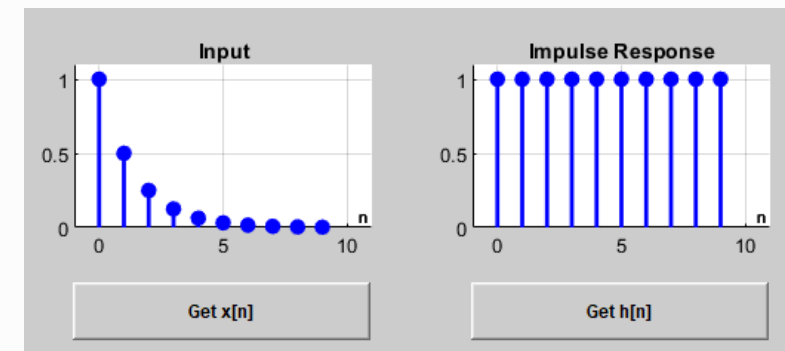 Input
1
0.5
0
n
0 5 10
Get x[n]
Impulse Response
1
0.5
0
n
0 5 10
Get h[n]